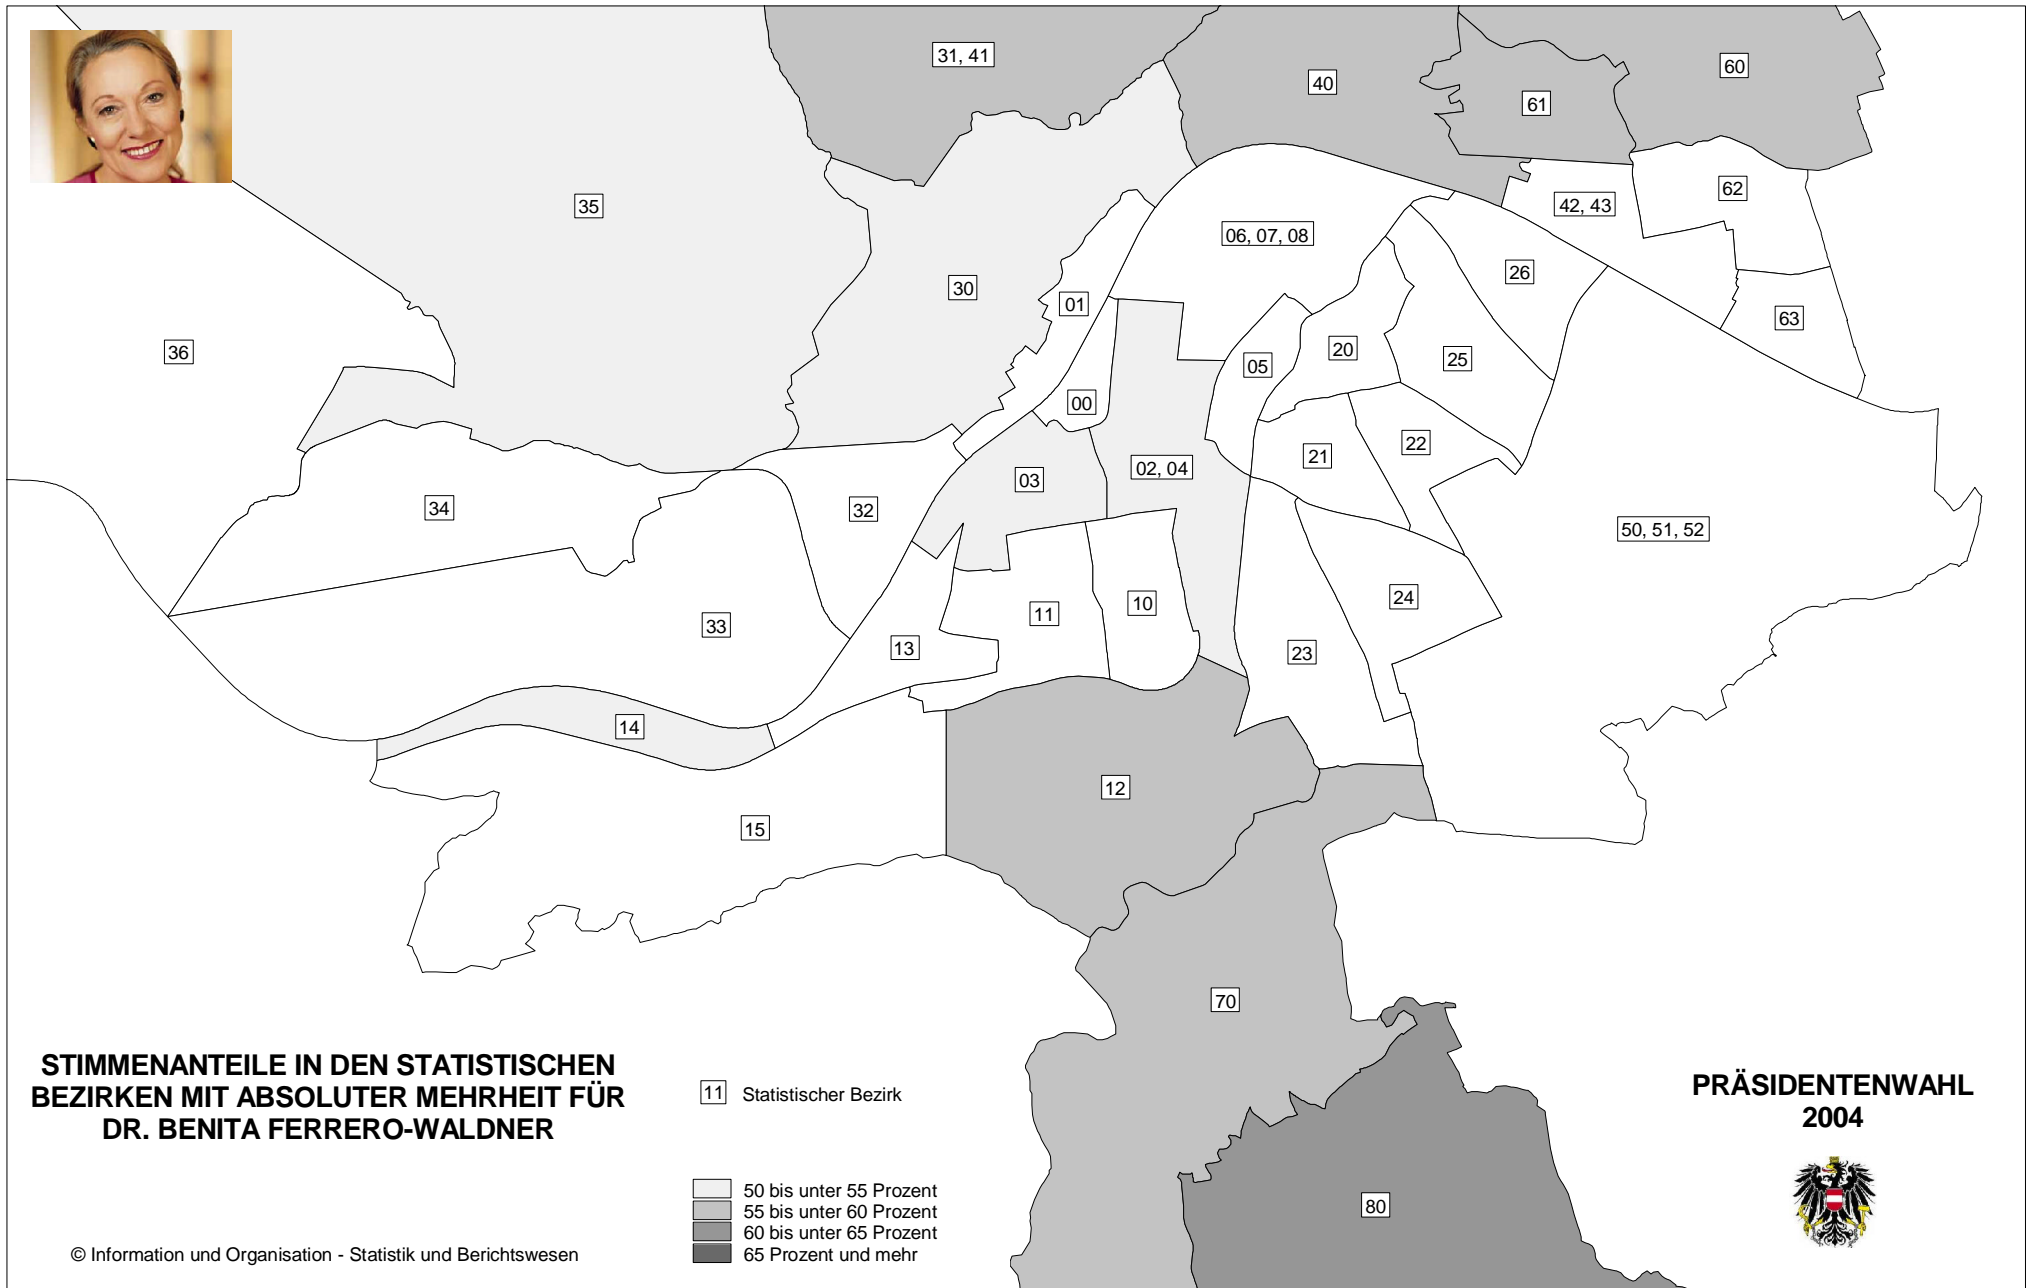 31, 41
40
60
61
62
35
42, 43
06, 07, 08
26
30
01
63
36
20
25
05
00
22
21
02, 04
03
34
32
50, 51, 52
24
10
11
33
13
23
14
12
15
70
80
STIMMENANTEILE IN DEN STATISTISCHEN
BEZIRKEN MIT ABSOLUTER MEHRHEIT FÜR
DR. BENITA FERRERO-WALDNER
11 Statistischer Bezirk
PRÄSIDENTENWAHL
2004
50 bis unter 55 Prozent
55 bis unter 60 Prozent
60 bis unter 65 Prozent
65 Prozent und mehr
© Information und Organisation - Statistik und Berichtswesen